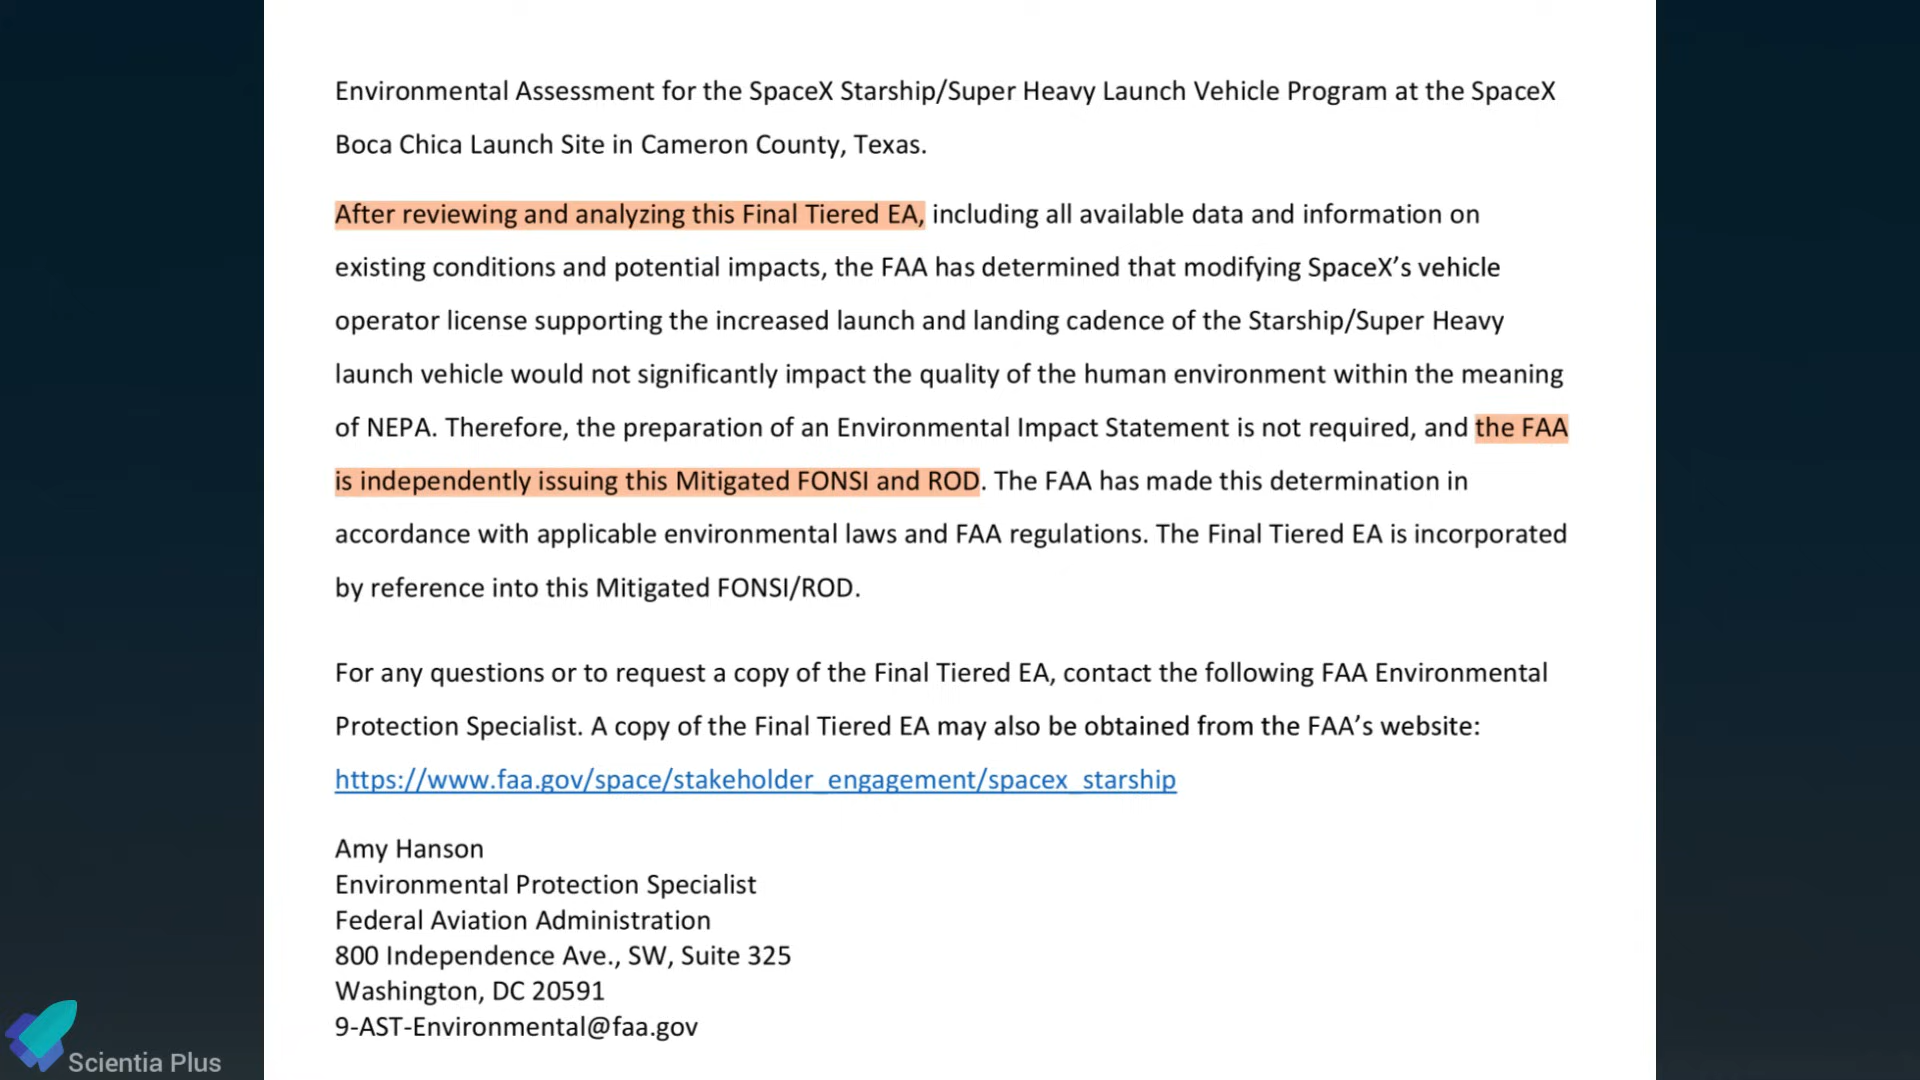 Environmental Assessment for the SpaceX Starship/Super Heavy Launch Vehicle Program at the SpaceX
Boca Chica Launch Site in Cameron County, Texas.
After reviewing and analyzing this Final Tiered EA, including all available data and information on
existing conditions and potential impacts, the FAA has determined that modifying SpaceX’s vehicle
operator license supporting the increased launch and landing cadence of the Starship/Super Heavy
launch vehicle would not significantly impact the quality of the human environment within the meaning
of NEPA. Therefore, the preparation of an Environmental Impact Statement is not required, and the FAA
is independently issuing this Mitigated FONSI and ROD. The FAA has made this determination in
accordance with applicable environmental laws and FAA regulations. The Final Tiered EA is incorporated
by reference into this Mitigated FONSI/ROD.
For any questions or to request a copy of the Final Tiered EA, contact the following FAA Environmental
Protection Specialist. A copy of the Final Tiered EA may also be obtained from the FAA’s website:
https://www.faa.gov/space/stakeholder_engagement/spacex_starship
Amy Hanson
Environmental Protection Specialist
Federal Aviation Administration
800 Independence Ave., SW, Suite 325
Washington, DC 20591
9-AST-Environmental@faa.gov
Scientia Plus